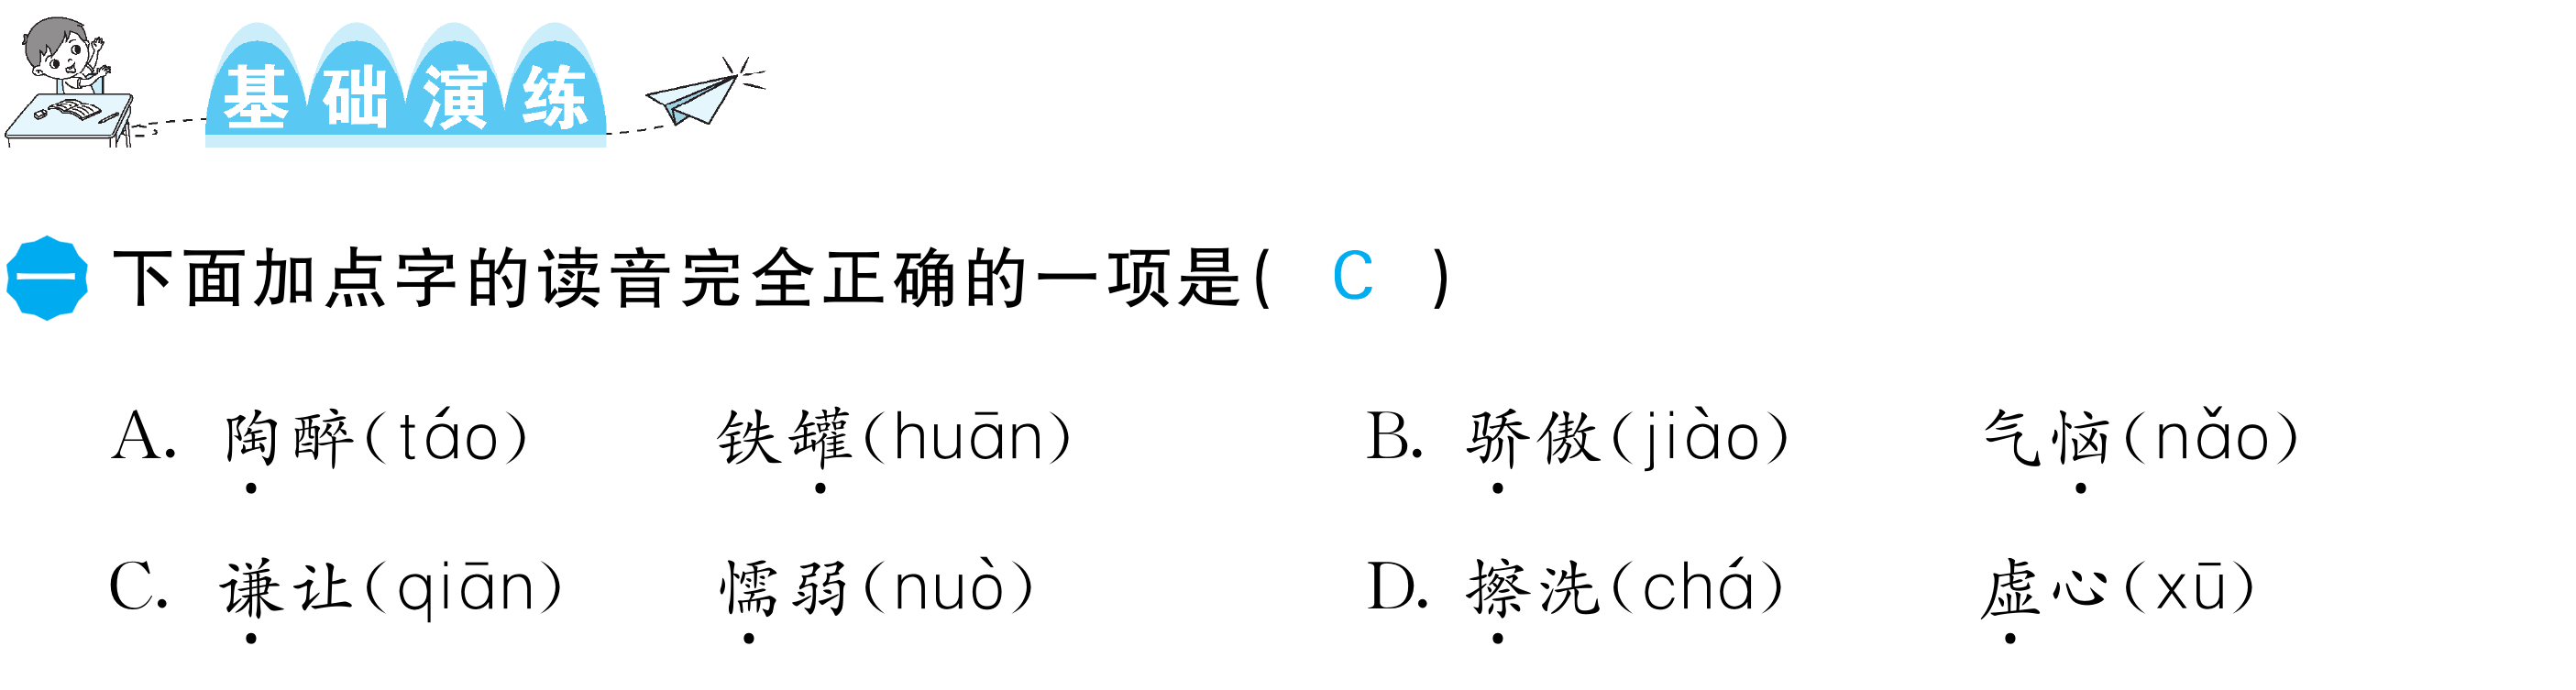 基础演练
一 下面加点字的读音完全正确的一项是( C )
A. 陶醉(táo) 铁罐(huān) B. 骄傲(jiào) 气恼(nǎo)
C. 谦让(qiān) 懦弱(nuò) D. 擦洗(chá) 虚心(xū)